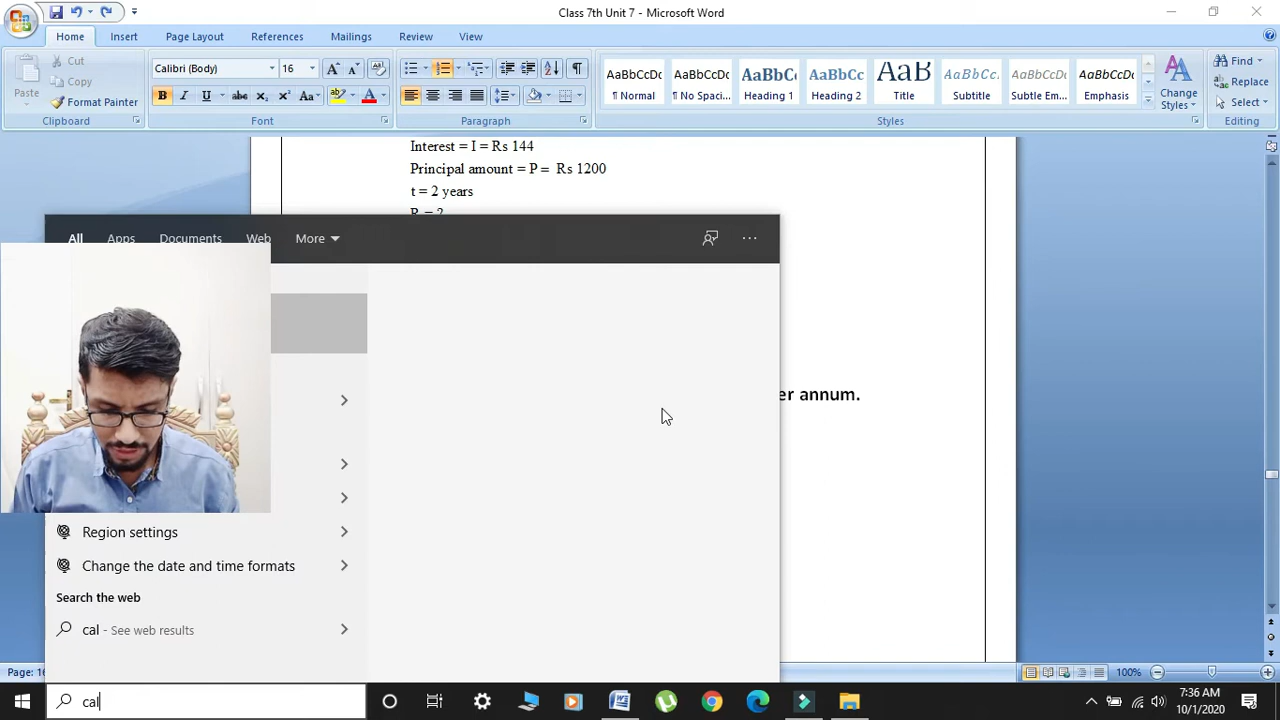 Class 7th Unit 7 - Microsoft Word
Home Insert Page Layout References Mailings Review View
Paste
Cut
Copy
Format Painter
Clipboard
Calibri (Body) 16
Font
Paragraph
AaBbCcDc AaBbCcDc AaBbC AaBbCc AaB AaBbCc. AaBbCcDc AaBbCcDc
¶ Normal ¶ No Spaci... Heading 1 Heading 2 Title Subtitle Subtle Em... Emphasis
Styles
Change Styles
Find
Replace
Select
Editing
Interest = I = Rs 144
Principal amount = P = Rs 1200
t = 2 years
R = ?
All Apps Documents Web More
er annum.
Region settings
Change the date and time formats
Search the web
cal - See web results
Page: 16
100%
cal
7:36 AM
10/1/2020